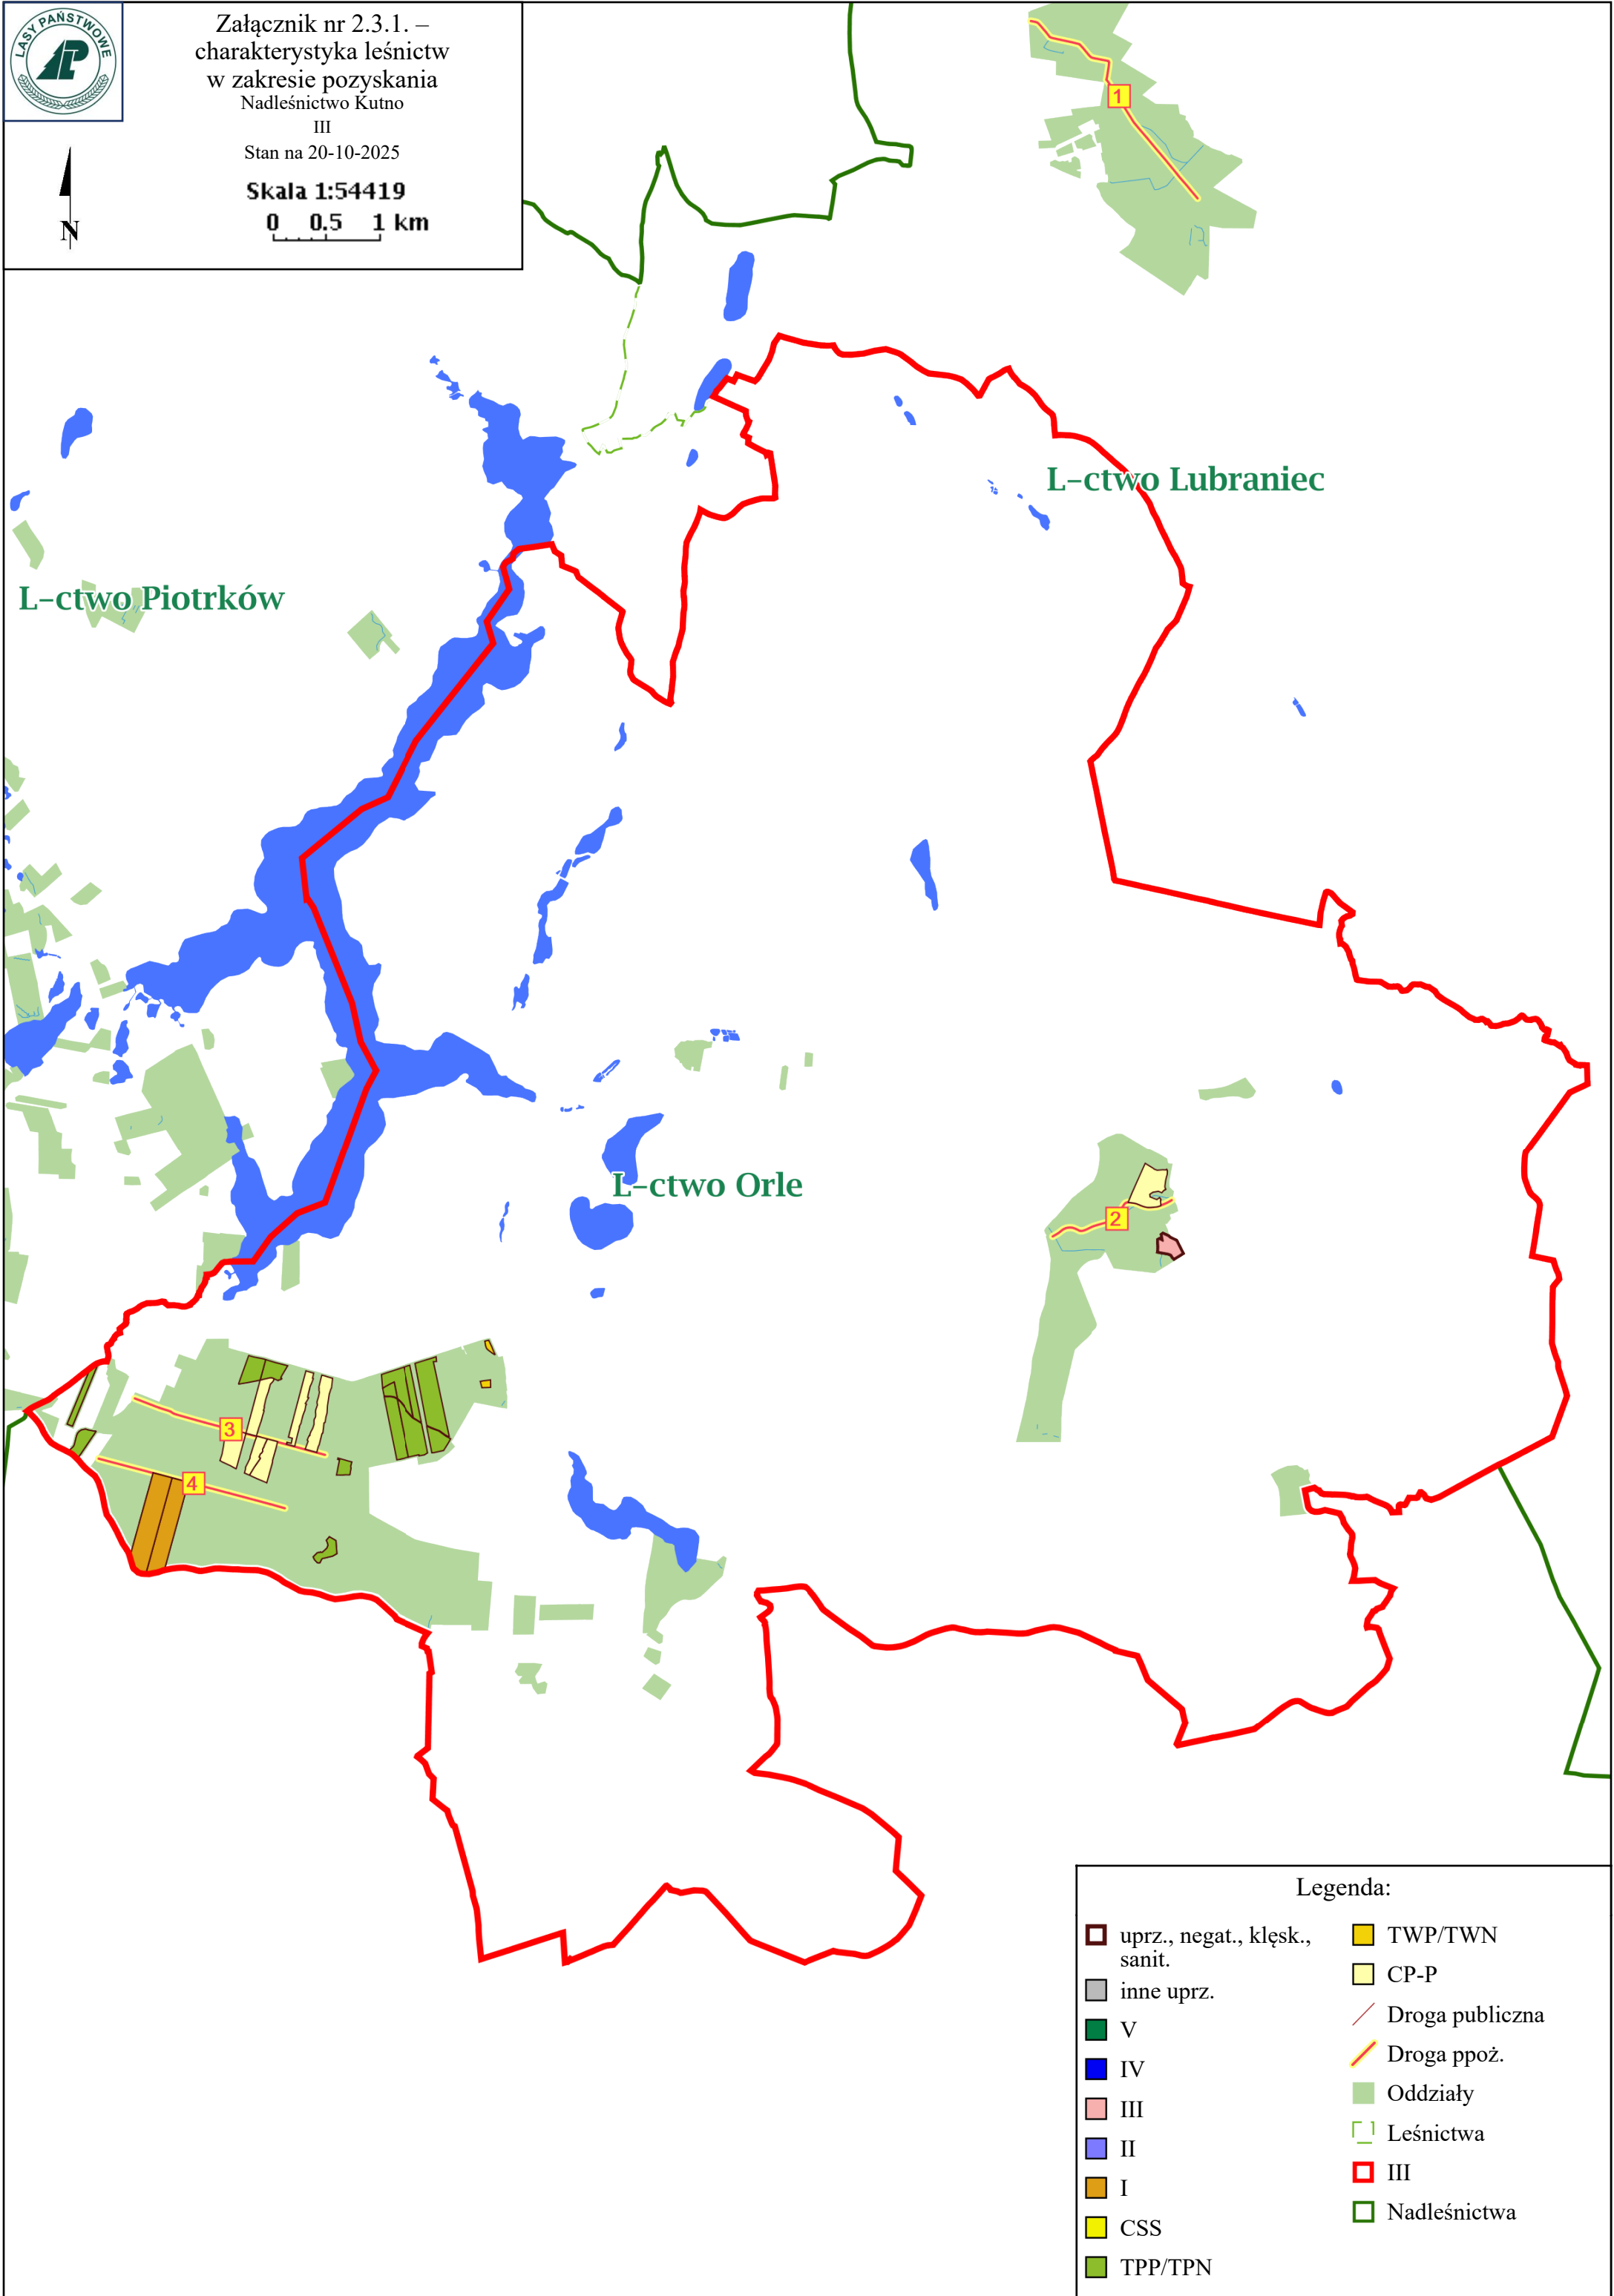 LASY PAŃSTWOWE
Załącznik nr 2.3.1. –
charakterystyka leśnictw
w zakresie pozyskania
Nadleśnictwo Kutno
III
Stan na 20-10-2025
Skala 1:54419
0 0.5 1 km
N
1
L–ctwo Lubraniec
L–ctwo Piotrków
L–ctwo Orle
2
3
4
Legenda:
uprz., negat., klęsk.,
sanit.
inne uprz.
V
IV
III
II
I
CSS
TPP/TPN
TWP/TWN
CP-P
Droga publiczna
Droga ppoż.
Oddziały
Leśnictwa
III
Nadleśnictwa